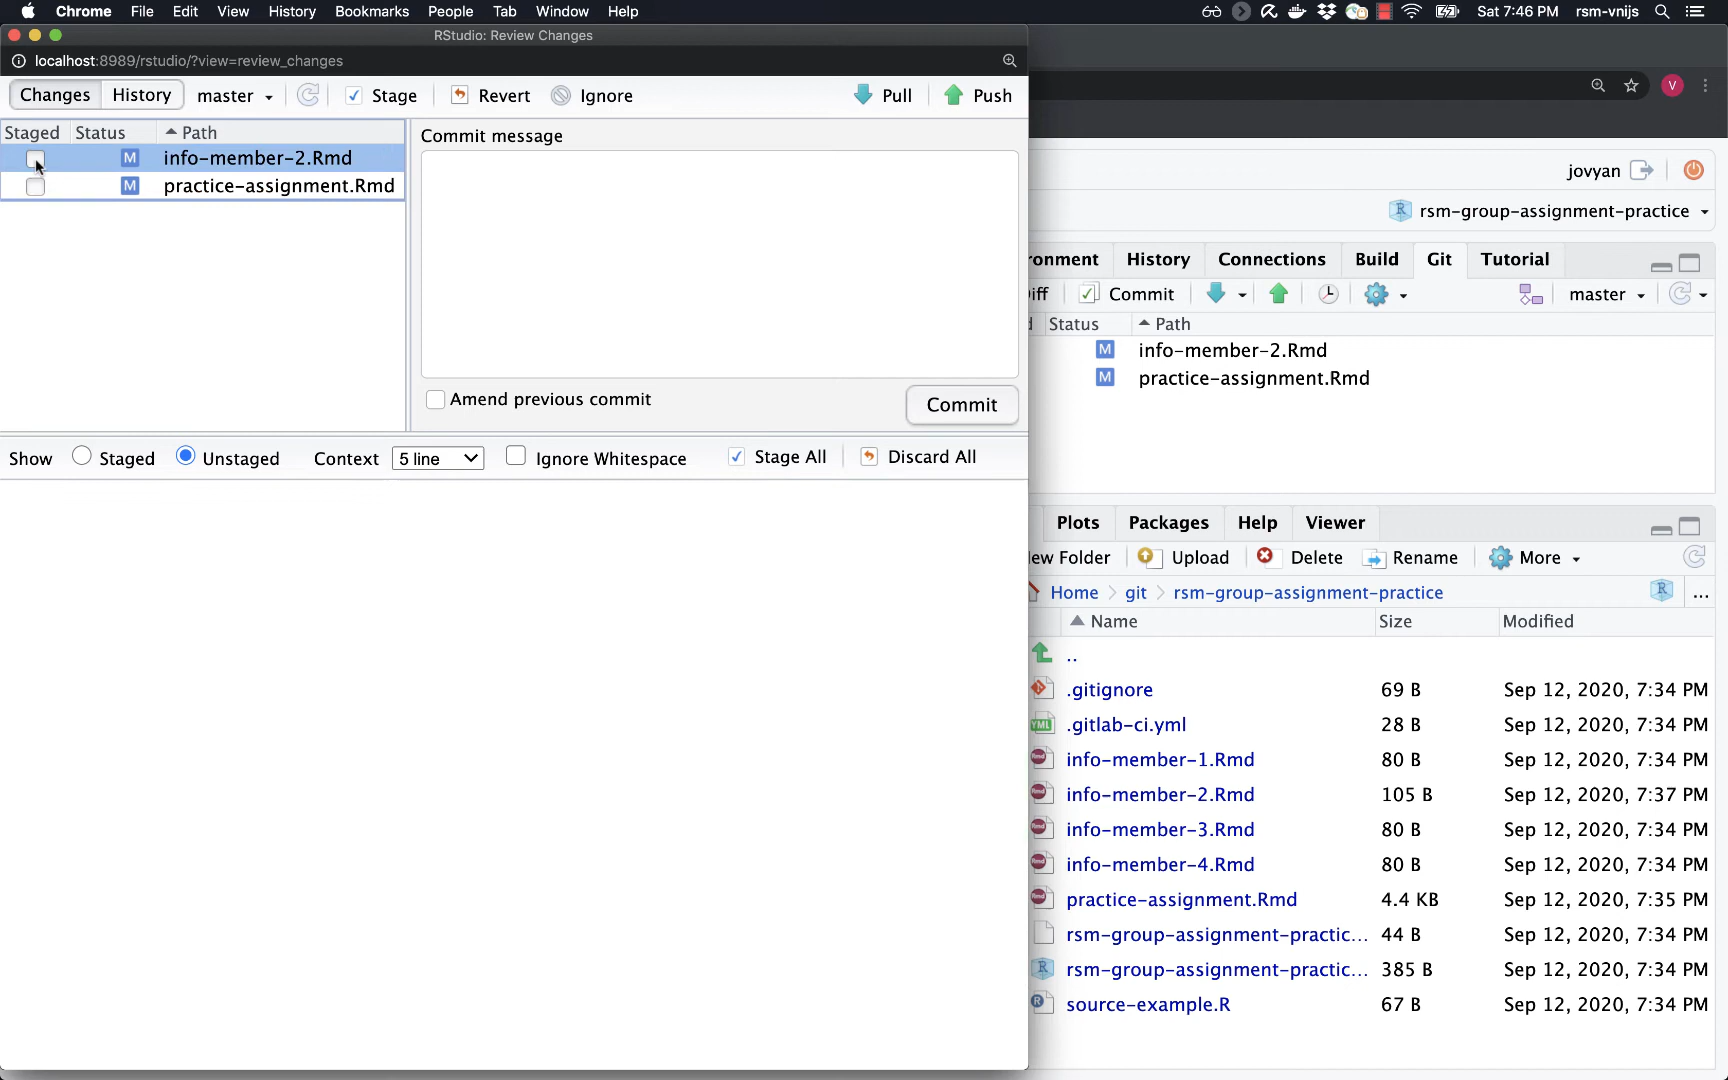 Chrome File Edit View History Bookmarks People Tab Window Help Sat 7:46 PM rsm-vnijs
RStudio: Review Changes
localhost:8989/rstudio/?view=review_changes
V
Changes History master Stage Revert Ignore Pull Push
Staged Status Path
M info-member-2.Rmd
M practice-assignment.Rmd
Commit message
Amend previous commit
Commit
Show Staged Unstaged Context 5 line Ignore Whitespace Stage All Discard All
jovyan
R rsm-group-assignment-practice
ronment History Connections Build Git Tutorial
iff Commit master
Status Path
M info-member-2.Rmd
M practice-assignment.Rmd
Plots Packages Help Viewer
ew Folder Upload Delete Rename More
Home git rsm-group-assignment-practice R ...
Name Size Modified
..
.gitignore 69 B Sep 12, 2020, 7:34 PM
YML .gitlab-ci.yml 28 B Sep 12, 2020, 7:34 PM
Rmd info-member-1.Rmd 80 B Sep 12, 2020, 7:34 PM
Rmd info-member-2.Rmd 105 B Sep 12, 2020, 7:37 PM
Rmd info-member-3.Rmd 80 B Sep 12, 2020, 7:34 PM
Rmd info-member-4.Rmd 80 B Sep 12, 2020, 7:34 PM
Rmd practice-assignment.Rmd 4.4 KB Sep 12, 2020, 7:35 PM
rsm-group-assignment-practic... 44 B Sep 12, 2020, 7:34 PM
R rsm-group-assignment-practic... 385 B Sep 12, 2020, 7:34 PM
R source-example.R 67 B Sep 12, 2020, 7:34 PM